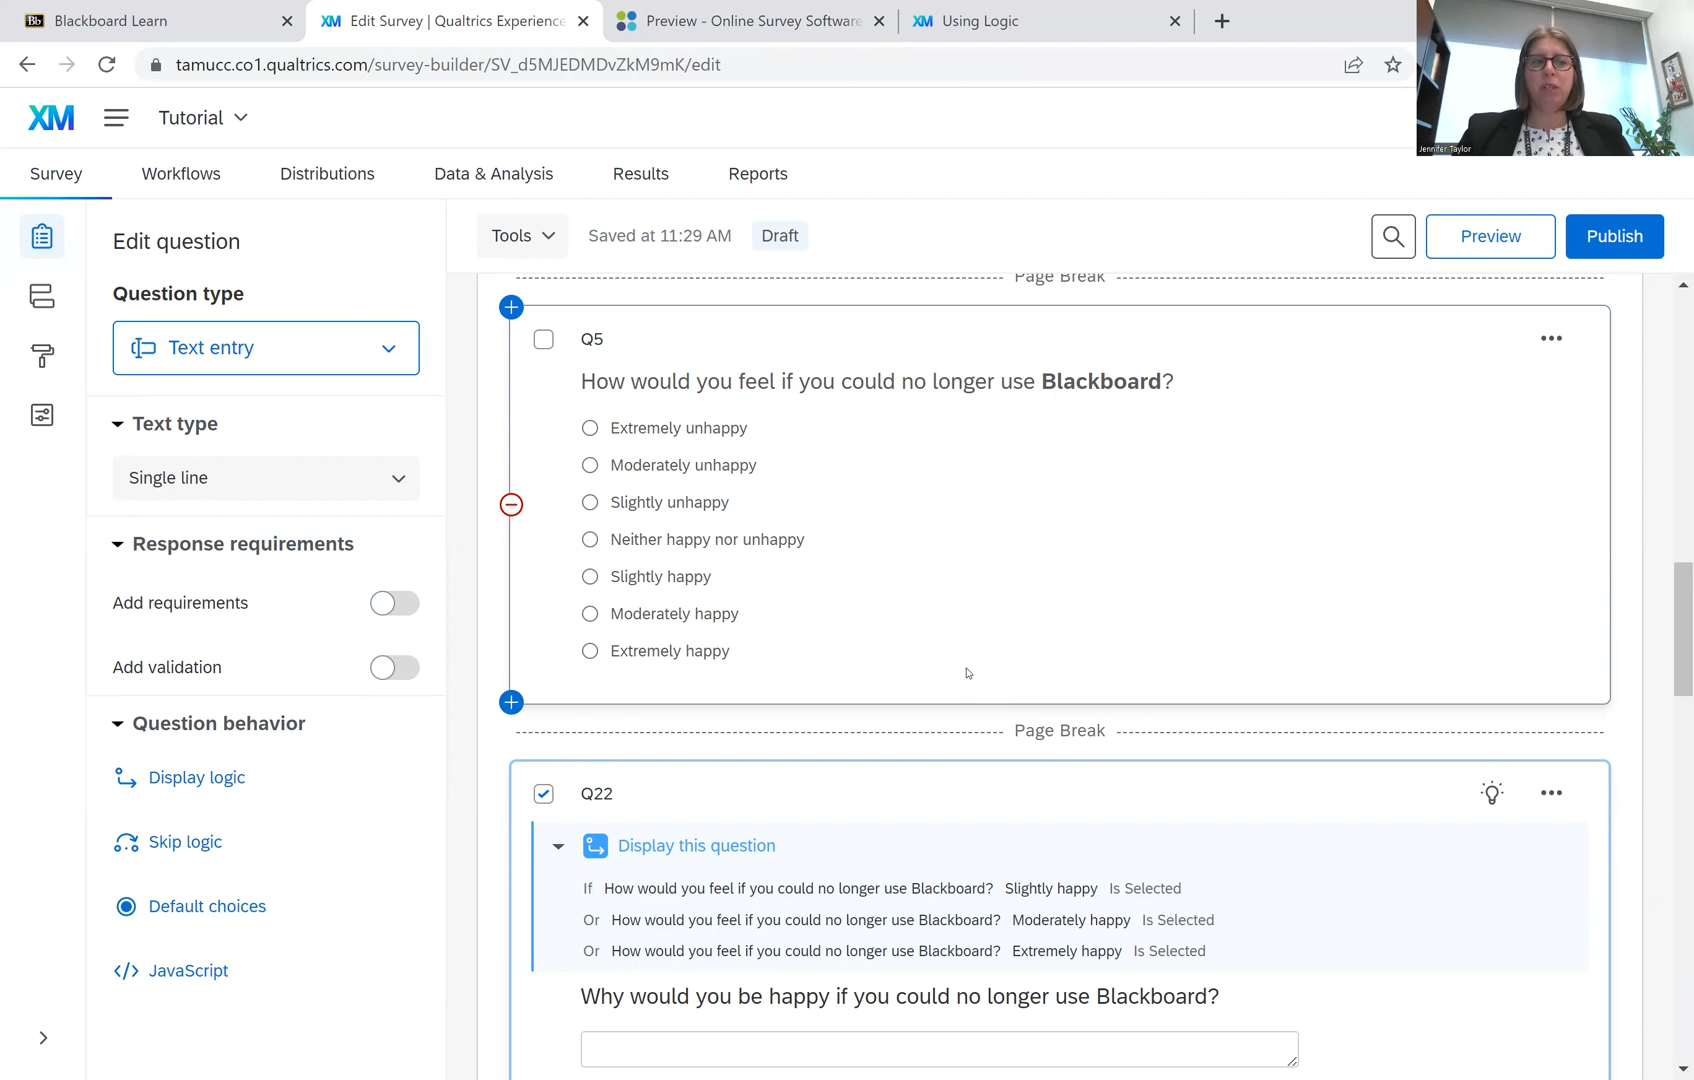 Blackboard Learn
Edit Survey | Qualtrics Experience
Preview - Online Survey Software
Using Logic
tamucc.co1.qualtrics.com/survey-builder/SV_d5MJEDMDvZkM9mK/edit
Jennifer Taylor
XM
Tutorial
Survey
Workflows
Distributions
Data & Analysis
Results
Reports
Edit question
Question type
Text entry
Text type
Single line
Response requirements
Add requirements
Add validation
Question behavior
Display logic
Skip logic
Default choices
JavaScript
Tools
Saved at 11:29 AM
Draft
Preview
Publish
Page Break
Q5
How would you feel if you could no longer use Blackboard?
Extremely unhappy
Moderately unhappy
Slightly unhappy
Neither happy nor unhappy
Slightly happy
Moderately happy
Extremely happy
Page Break
Q22
Display this question
If How would you feel if you could no longer use Blackboard? Slightly happy Is Selected
Or How would you feel if you could no longer use Blackboard? Moderately happy Is Selected
Or How would you feel if you could no longer use Blackboard? Extremely happy Is Selected
Why would you be happy if you could no longer use Blackboard?